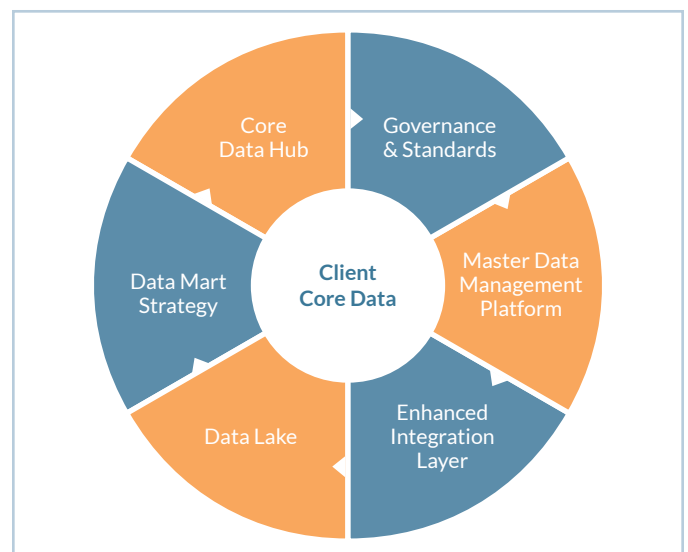 Core
Data Hub
Governance
& Standards
Master Data
Management
Platform
Enhanced
Integration
Layer
Data Lake
Data Mart
Strategy
Client
Core Data